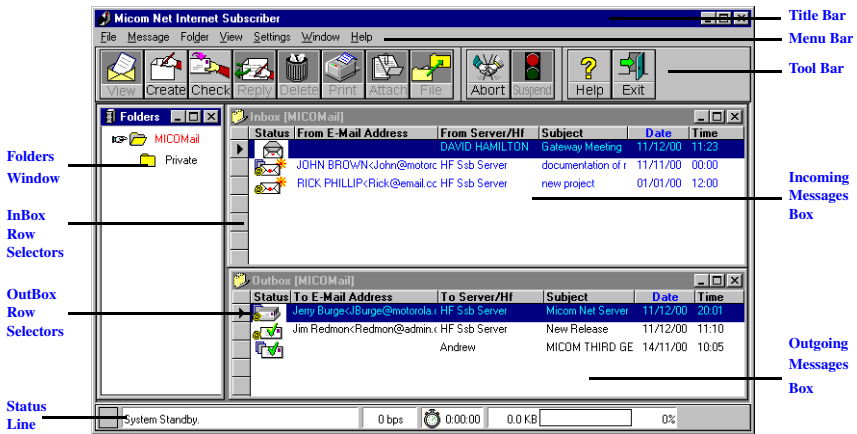 Micom Net Internet Subscriber
Title Bar
File Message Folder View Settings Window Help
Menu Bar
View Create Check Reply Delete Print Attach File Abort Suspend Help Exit
Tool Bar
Folders
MICOMail
Private
Folders
Window
Inbox [MICOMail]
Status From E-Mail Address From Server/Hf Subject Date Time
DAVID HAMILTON Gateway Meeting 11/12/00 11:23
JOHN BROWN<John@motorc HF Ssb Server documentation of r 11/11/00 00:00
RICK PHILLIP<Rick@email.cc HF Ssb Server new project 01/01/00 12:00
Incoming
Messages
Box
InBox
Row
Selectors
Outbox [MICOMail]
Status To E-Mail Address To Server/Hf Subject Date Time
Jerry Burge<JBurge@motorola.c HF Ssb Server Micom Net Server 11/12/00 20:01
Jim Redmon<Redmon@admin.c HF Ssb Server New Release 11/12/00 11:10
Andrew MICOM THIRD GE 14/11/00 10:05
OutBox
Row
Selectors
Outgoing
Messages
Box
Status
Line
System Standby. 0 bps 0:00:00 0.0 KB 0%